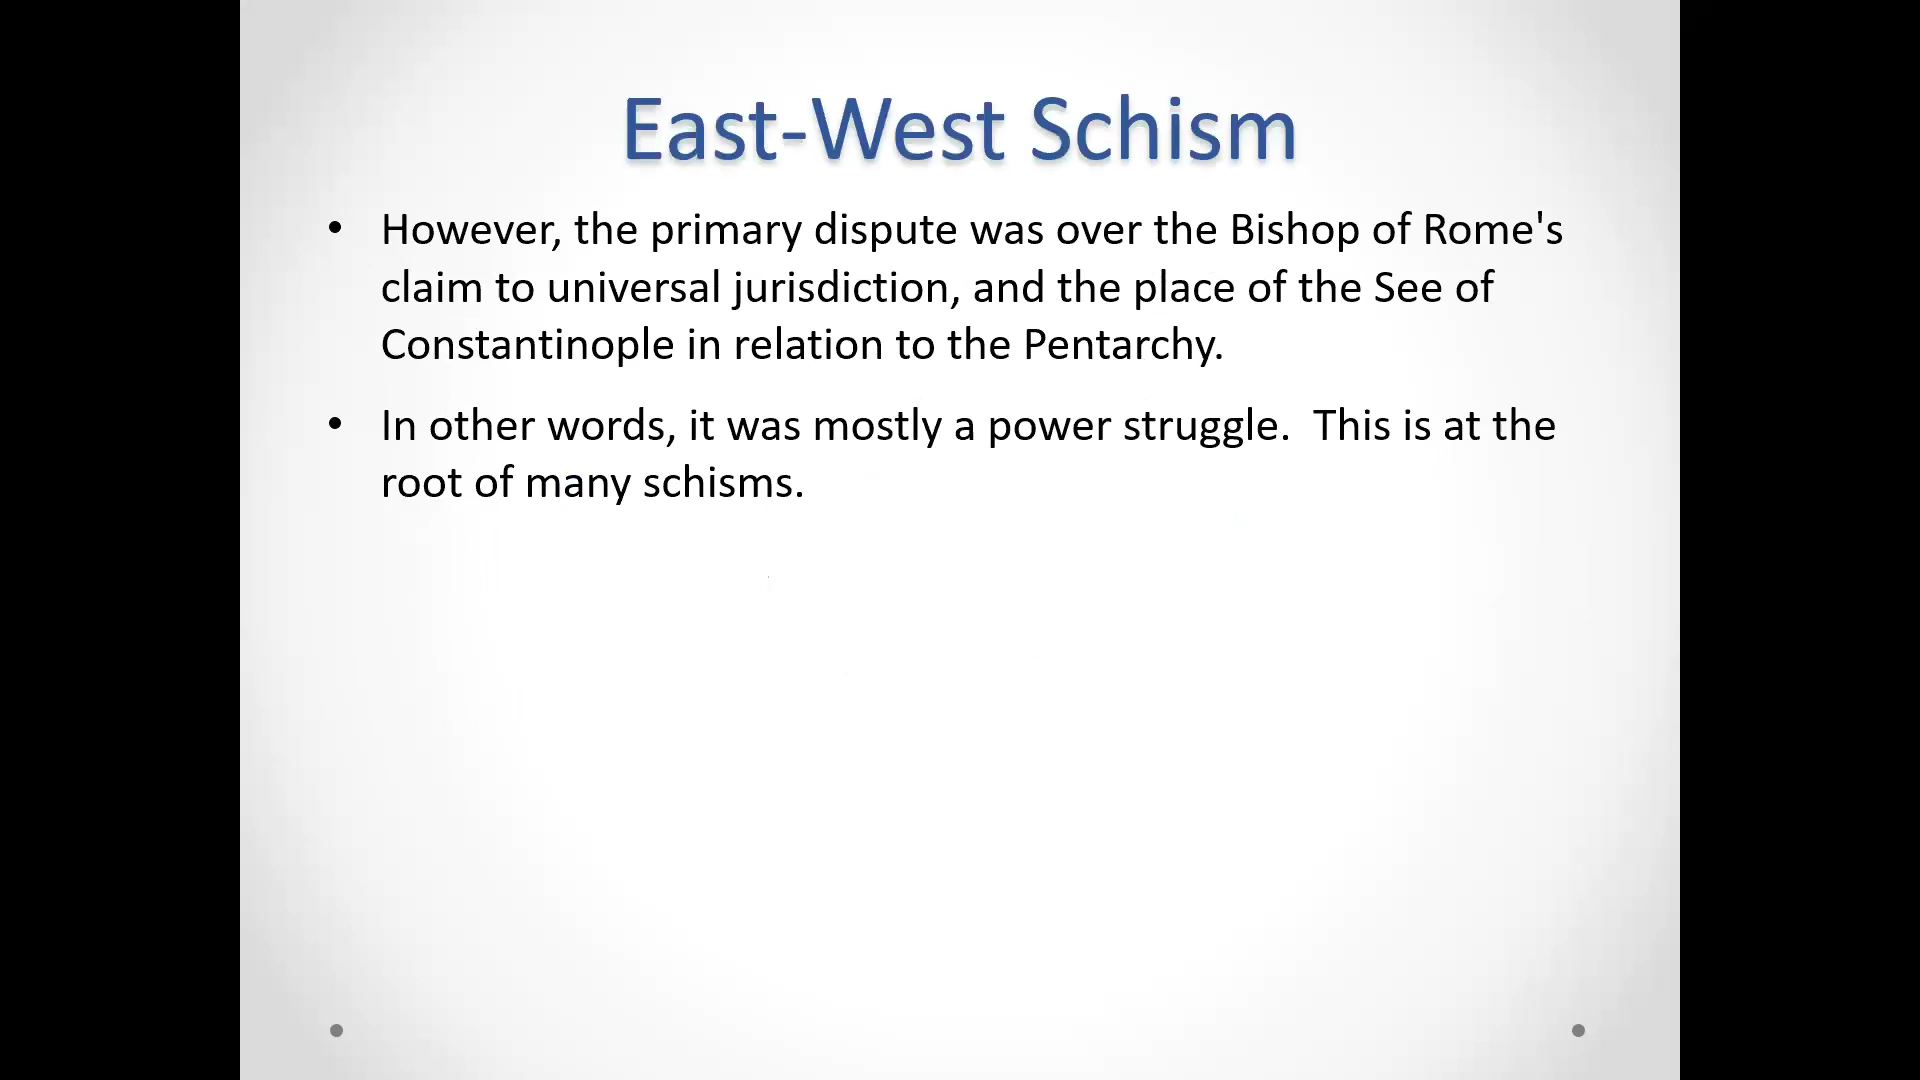 East-West Schism
• However, the primary dispute was over the Bishop of Rome's
claim to universal jurisdiction, and the place of the See of
Constantinople in relation to the Pentarchy.
• In other words, it was mostly a power struggle.  This is at the
root of many schisms.